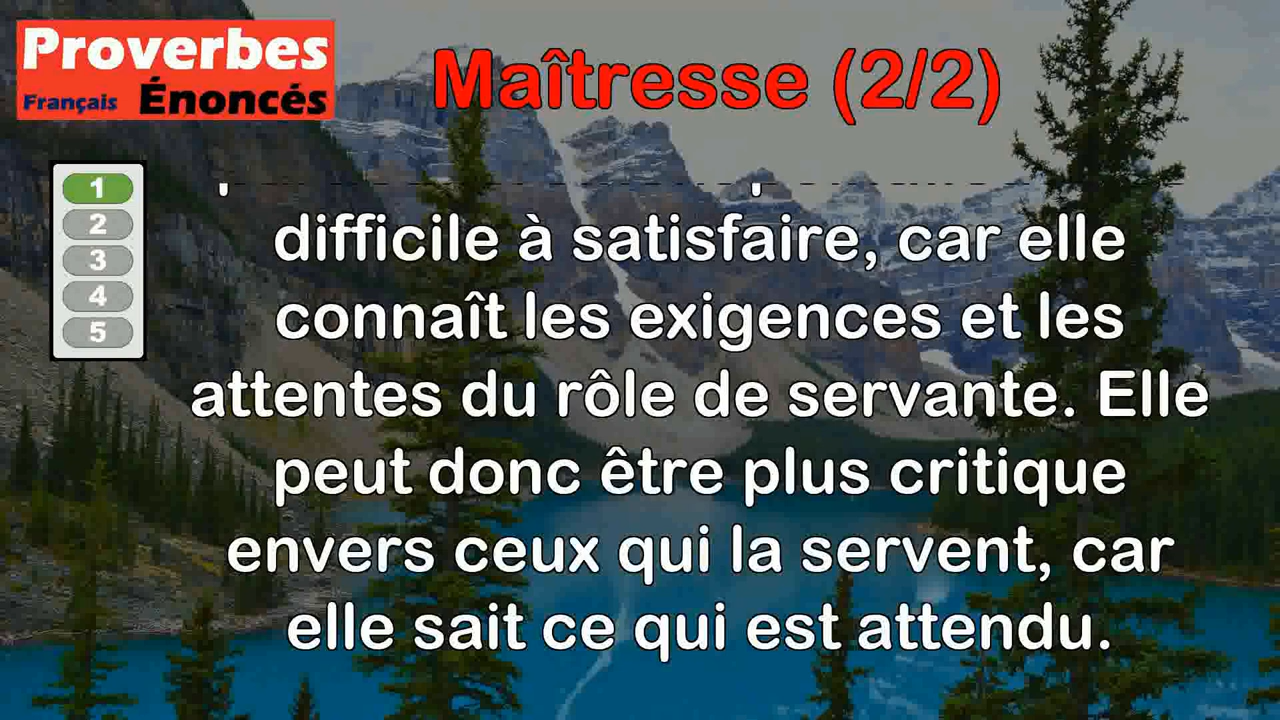 Proverbes
Français Énoncés
Maîtresse (2/2)
1
2
3
4
5
difficile à satisfaire, car elle
connaît les exigences et les
attentes du rôle de servante. Elle
peut donc être plus critique
envers ceux qui la servent, car
elle sait ce qui est attendu.